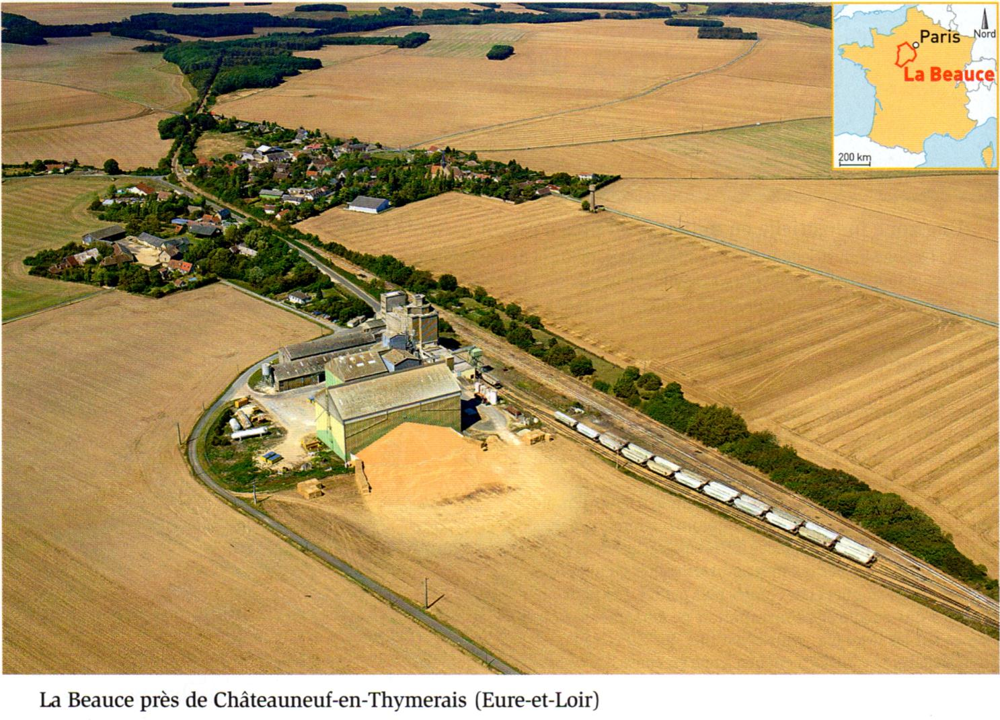 Paris
Nord
La Beauce
200 km
La Beauce près de Châteauneuf-en-Thymerais (Eure-et-Loir)